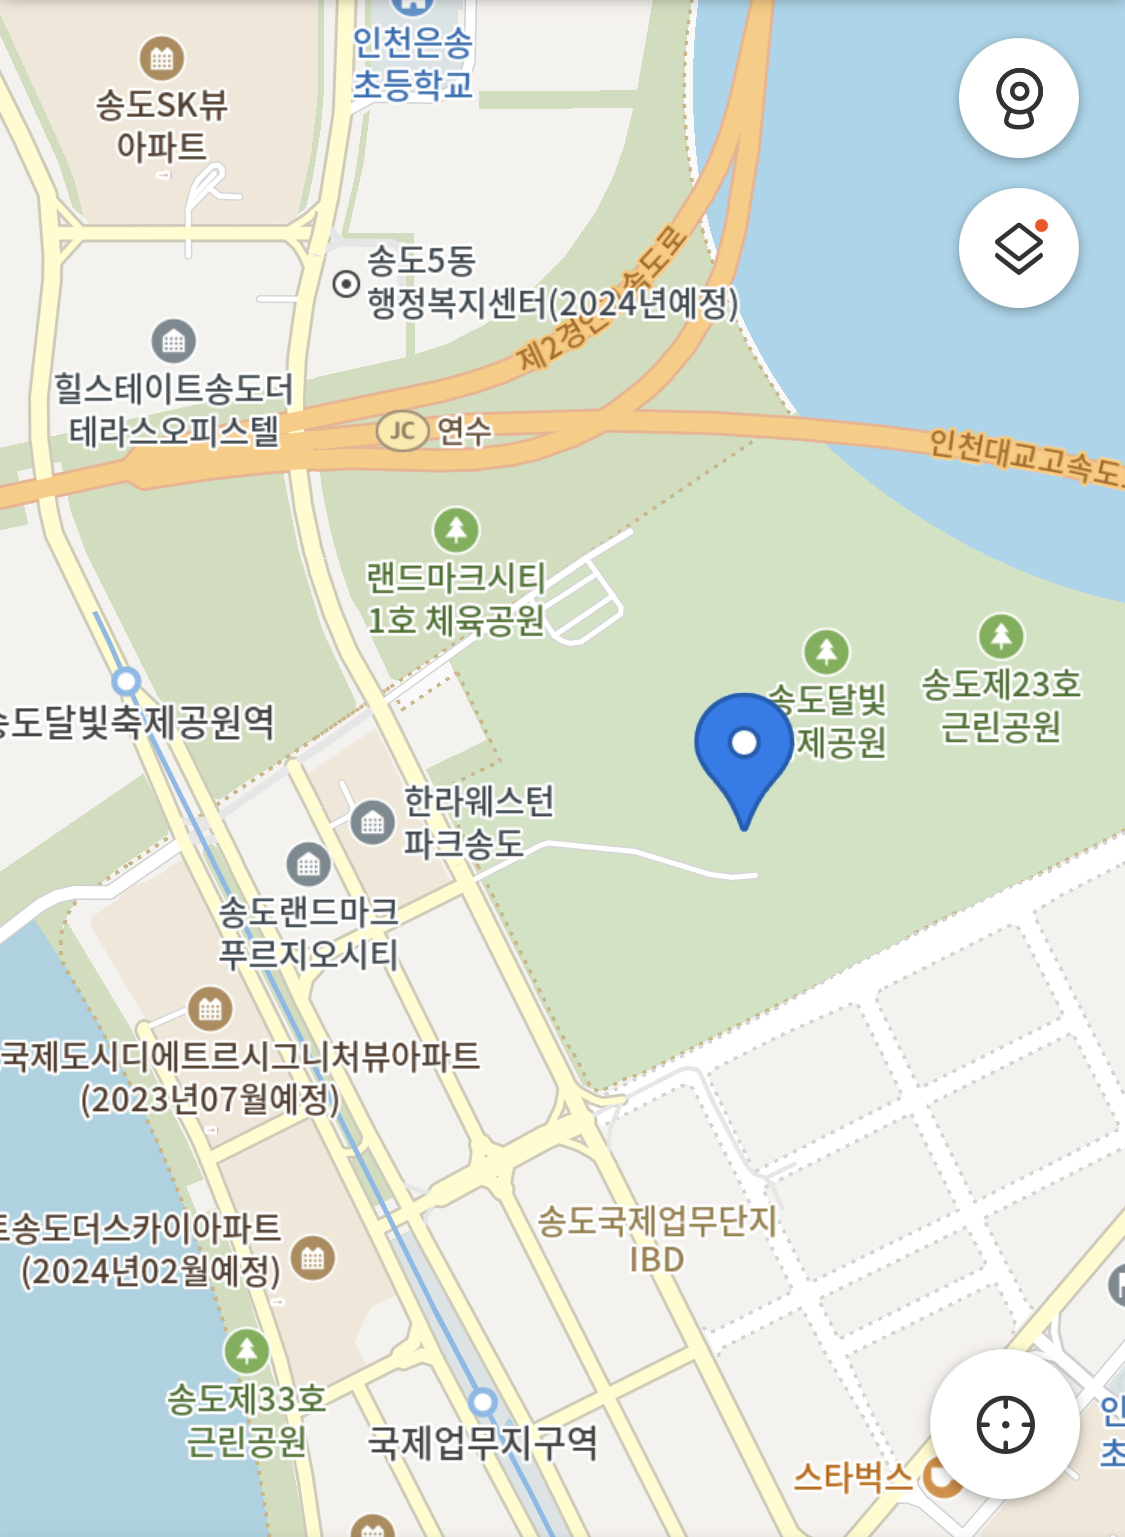 인천은송
초등학교
송도SK뷰
아파트
송도5동
행정복지센터(2024년예정)
제2경인
속도로
힐스테이트송도더
테라스오피스텔
JC
연수
인천대교고속도
랜드마크시티
1호 체육공원
송도달빛
제공원
송도제23호
근린공원
송도달빛축제공원역
한라웨스턴
파크송도
송도랜드마크
푸르지오시티
국제도시디에트르시그니처뷰아파트
(2023년07월예정)
트송도더스카이아파트
(2024년02월예정)
송도국제업무단지
IBD
송도제33호
근린공원
국제업무지구역
스타벅스
인
초